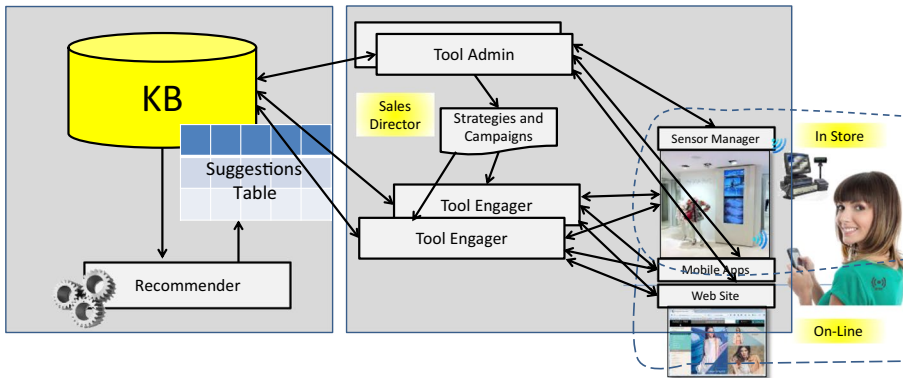 KB
Suggestions
Table
Recommender
Tool Admin
Sales
Director
Strategies and
Campaigns
Tool Engager
Tool Engager
Sensor Manager
In Store
Mobile Apps
Web Site
On-Line